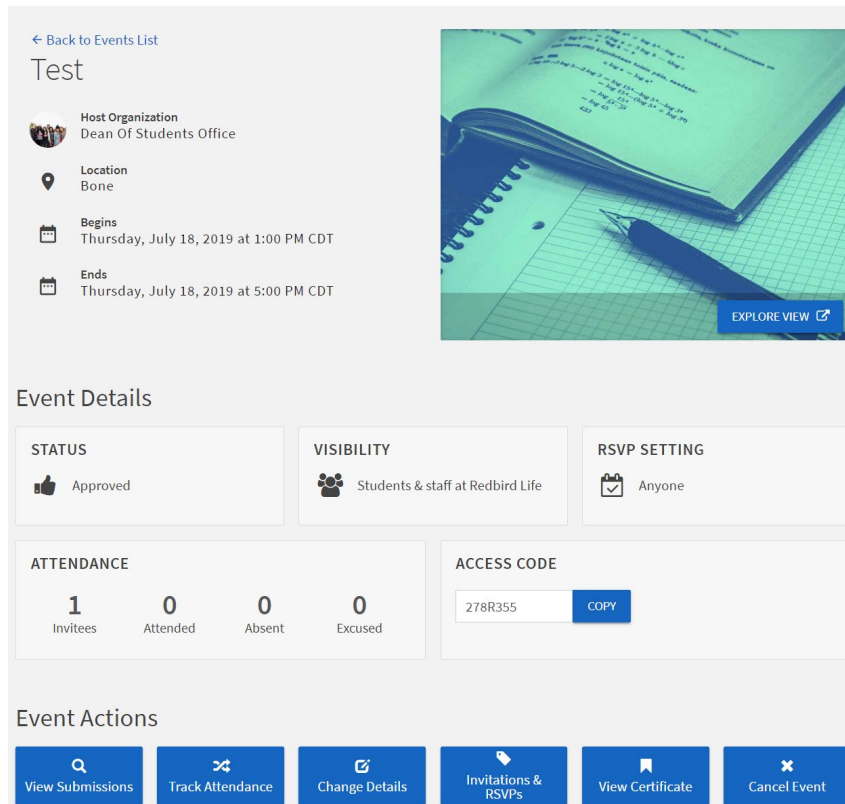 ← Back to Events List
Test
Host Organization
Dean Of Students Office
Location
Bone
Begins
Thursday, July 18, 2019 at 1:00 PM CDT
Ends
Thursday, July 18, 2019 at 5:00 PM CDT
EXPLORE VIEW
Event Details
STATUS
Approved
VISIBILITY
Students & staff at Redbird Life
RSVP SETTING
Anyone
ATTENDANCE
1 0 0 0
Invitees Attended Absent Excused
ACCESS CODE
278R355 COPY
Event Actions
View Submissions
Track Attendance
Change Details
Invitations &
RSVPs
View Certificate
Cancel Event